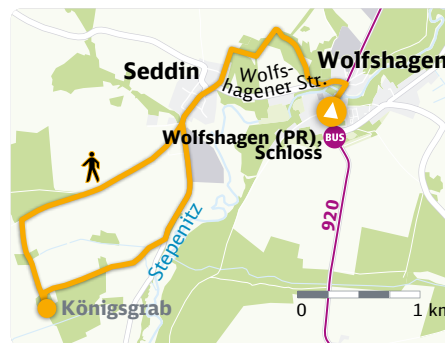 Seddin
Wolfshagen
Wolfs-
hagener Str.
Wolfshagen (PR),
Schloss
BUS
920
Stepenitz
Königsgrab
0 1 km